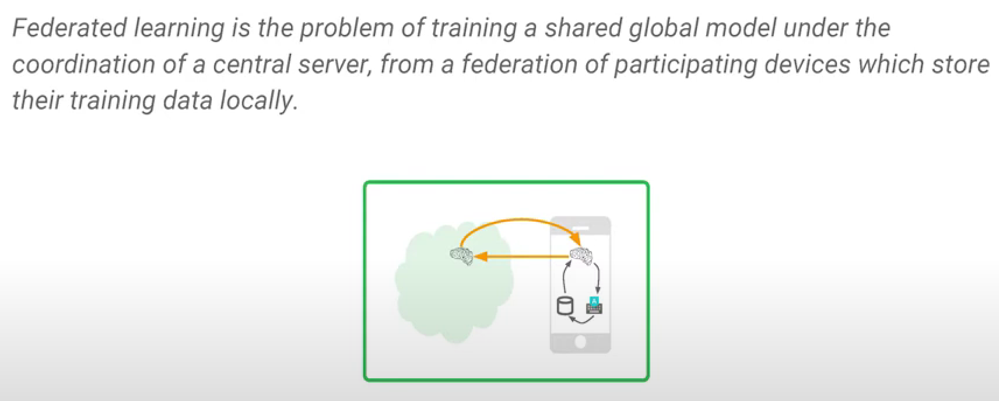 Federated learning is the problem of training a shared global model under the
coordination of a central server, from a federation of participating devices which store
their training data locally.
A